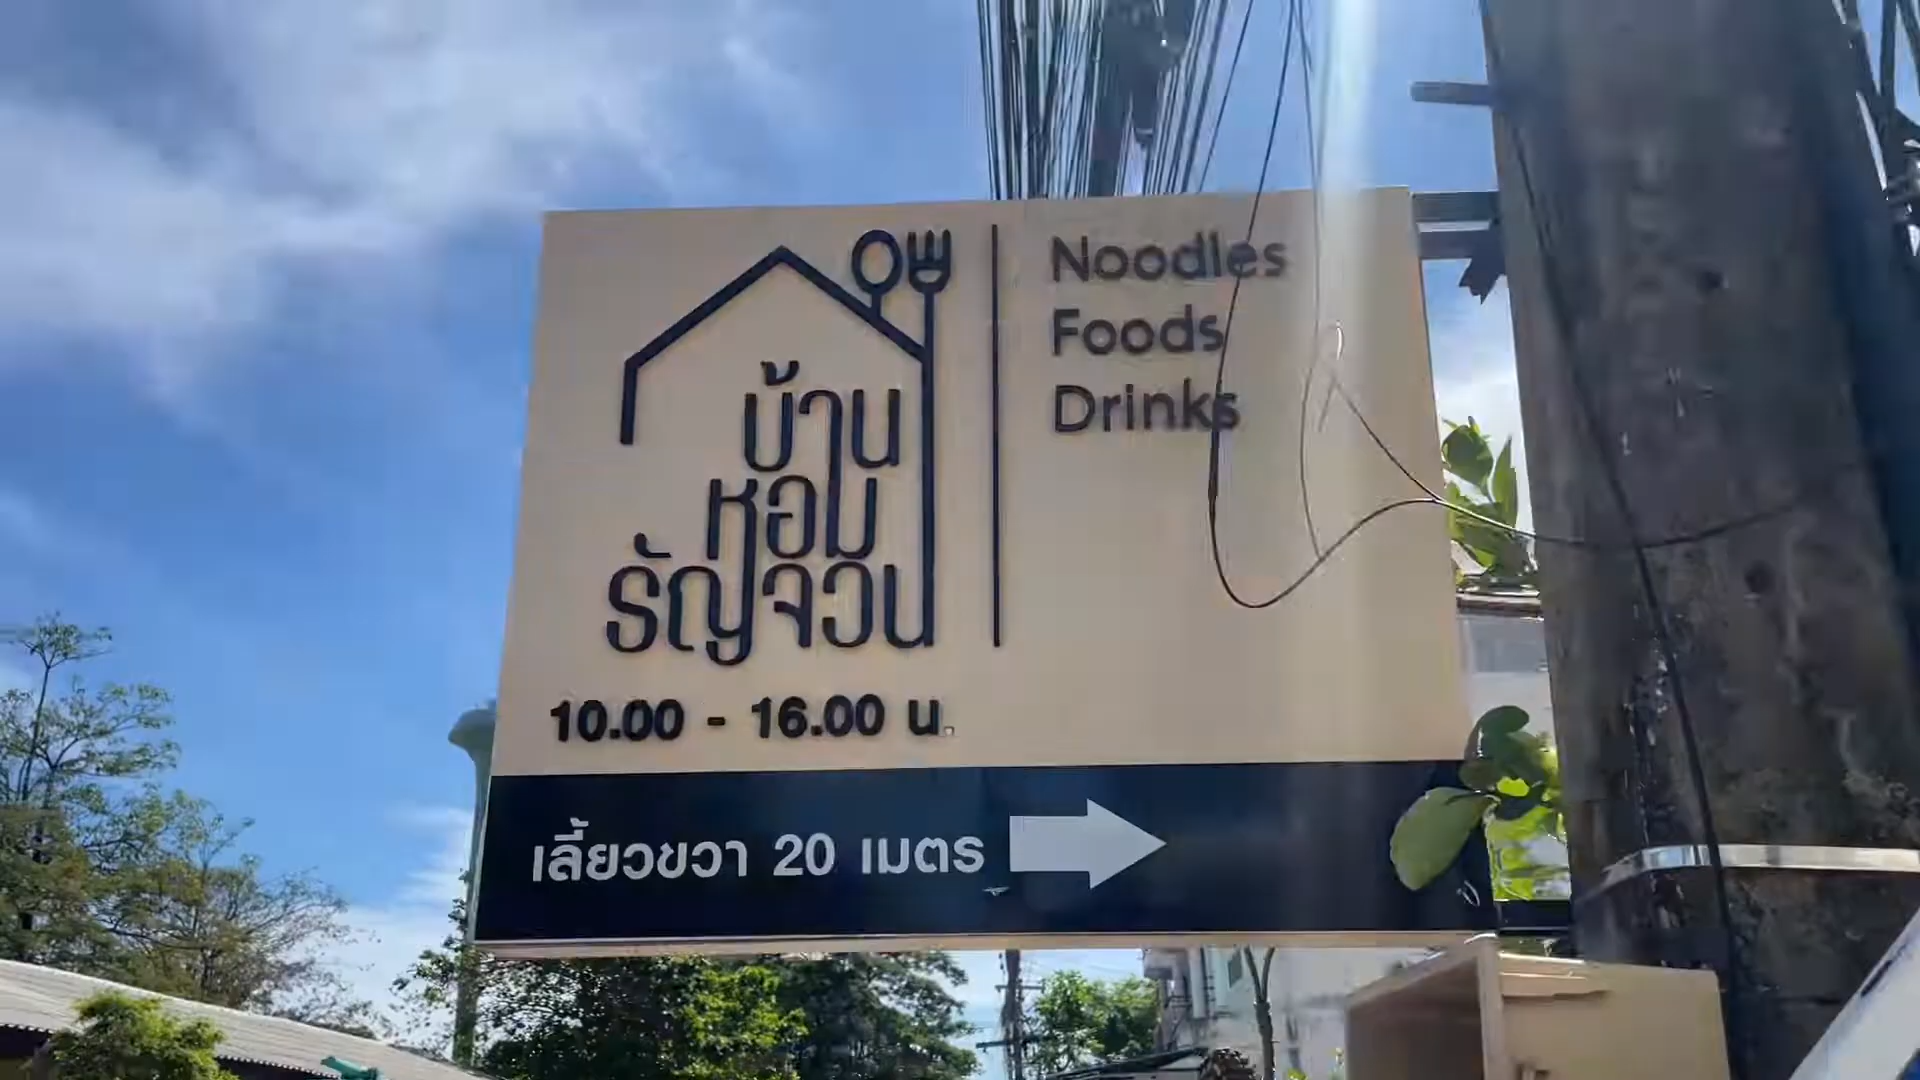 บ้าน
หอม
รัญจวน
10.00 - 16.00 น.
Noodles
Foods
Drinks
เลี้ยวขวา 20 เมตร